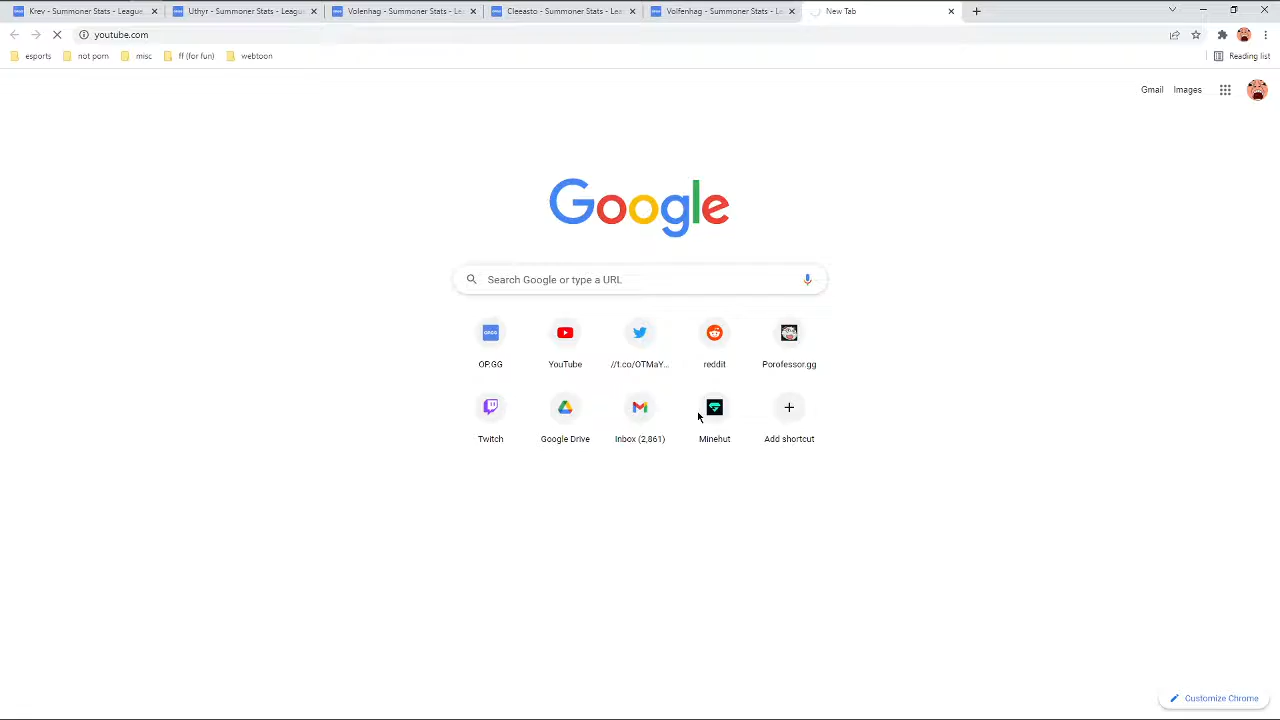 Krev - Summoner Stats - League
Uthyr - Summoner Stats - Leagu
Volenhag - Summoner Stats - Le
Cleeasto - Summoner Stats - Leag
Volfenhag - Summoner Stats - Le
New Tab
youtube.com
esports
not porn
misc
ff (for fun)
webtoon
Reading list
Gmail
Images
Google
Search Google or type a URL
OP.GG
YouTube
//t.co/OTMaY...
reddit
Porofessor.gg
Twitch
Google Drive
Inbox (2,861)
Minehut
Add shortcut
Customize Chrome